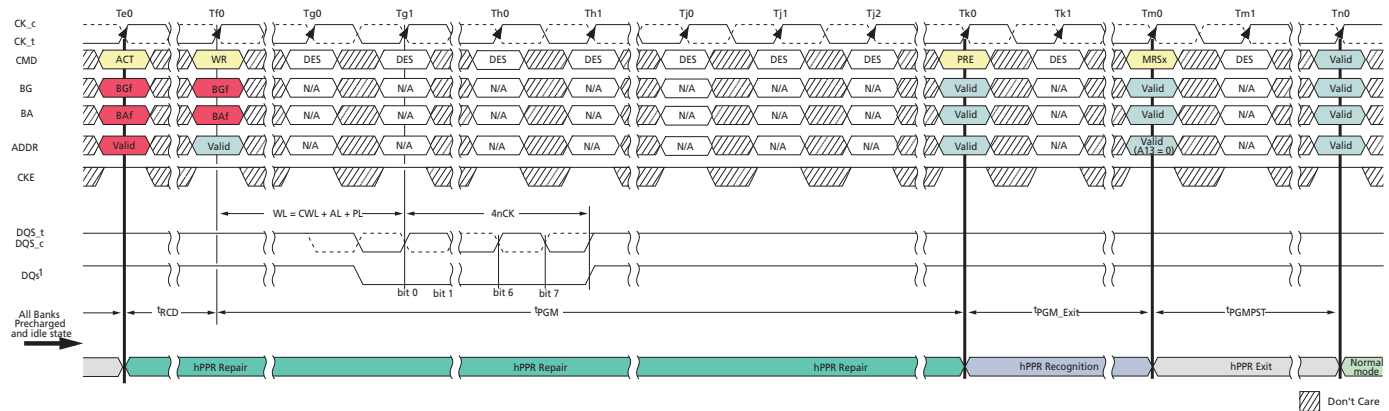 Te0 Tf0 Tg0 Tg1 Th0 Th1 Tj0 Tj1 Tj2 Tk0 Tk1 Tm0 Tm1 Tn0
CK_c
CK_t
CMD ACT WR DES DES DES DES DES DES DES PRE DES MRSx DES Valid
BG BGf BGf N/A N/A N/A N/A N/A N/A N/A Valid N/A Valid N/A Valid
BA BAf BAf N/A N/A N/A N/A N/A N/A N/A Valid N/A Valid N/A Valid
ADDR Valid Valid N/A N/A N/A N/A N/A N/A N/A Valid N/A Valid N/A Valid
(A13 = 0)
CKE
WL = CWL + AL + PL 4nCK
DQS_t
DQS_c
DQs1
bit 0 bit 1 bit 6 bit 7
All Banks
Precharged
and idle state
tRCD tPGM tPGM_Exit tPGMPST
hPPR Repair hPPR Repair hPPR Repair hPPR Recognition hPPR Exit Normal
mode
Don't Care